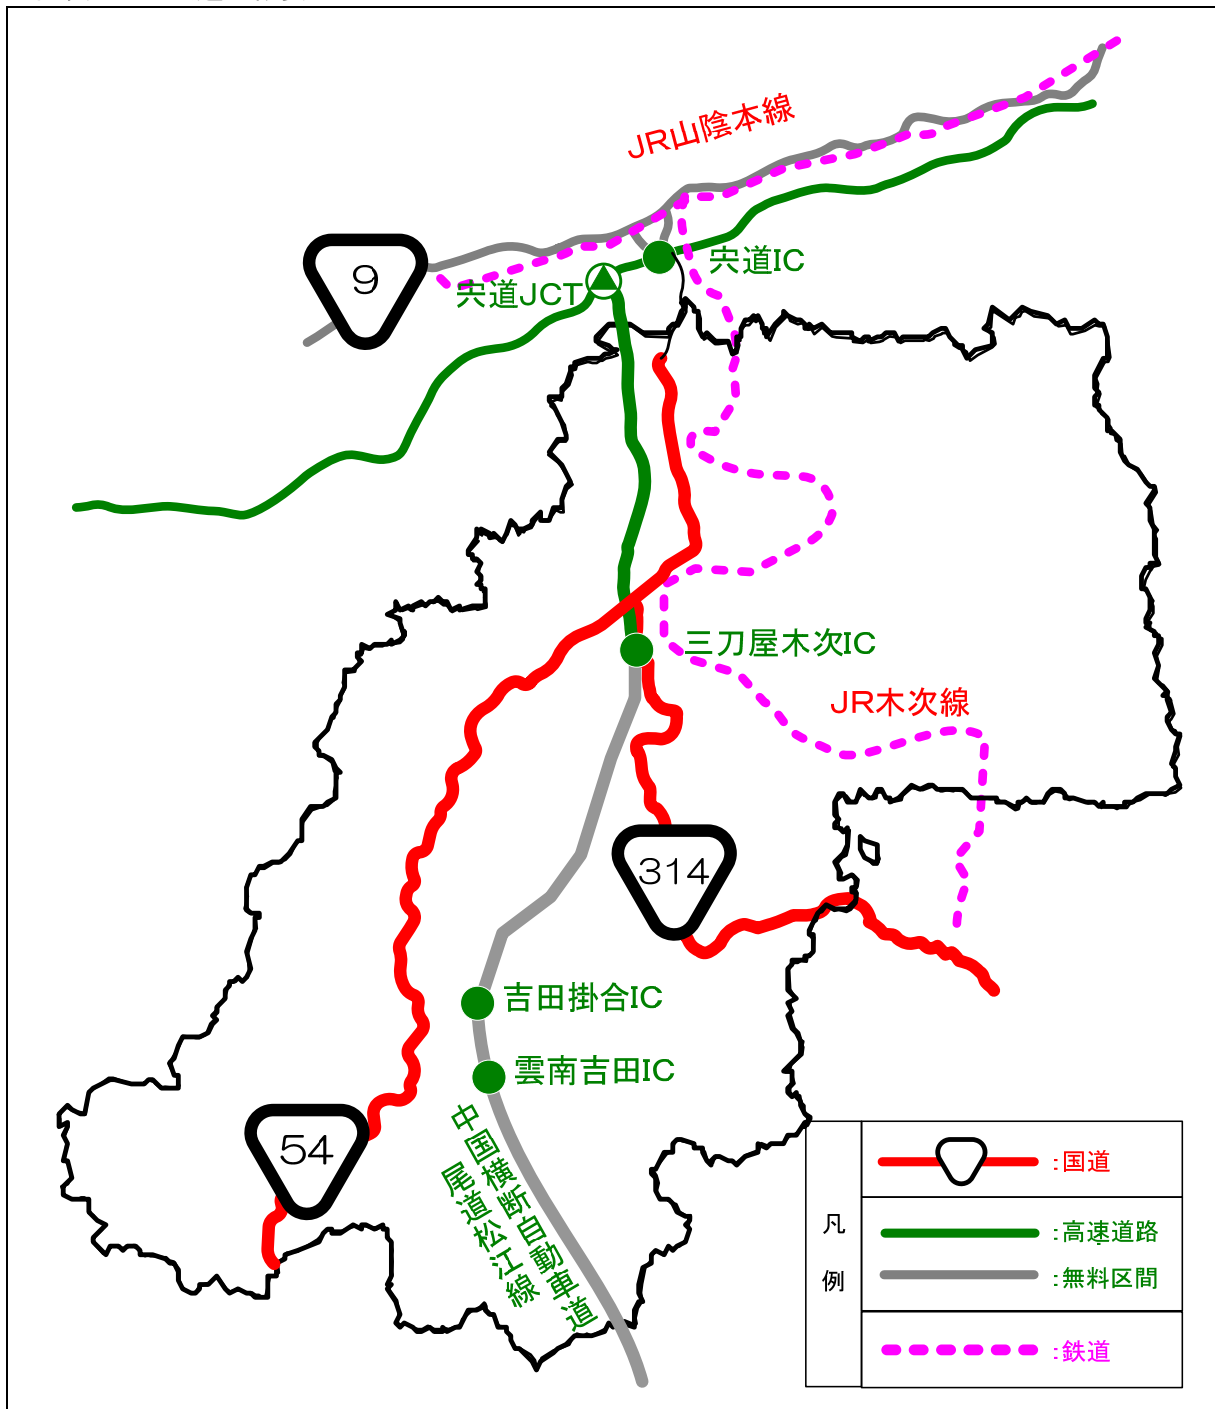 JR山陰本線
9
宍道IC
宍道JCT
三刀屋木次IC
JR木次線
314
吉田掛合IC
雲南吉田IC
54
中国横断自動車道
尾道松江線
凡例
:国道
:高速道路
:無料区間
:鉄道